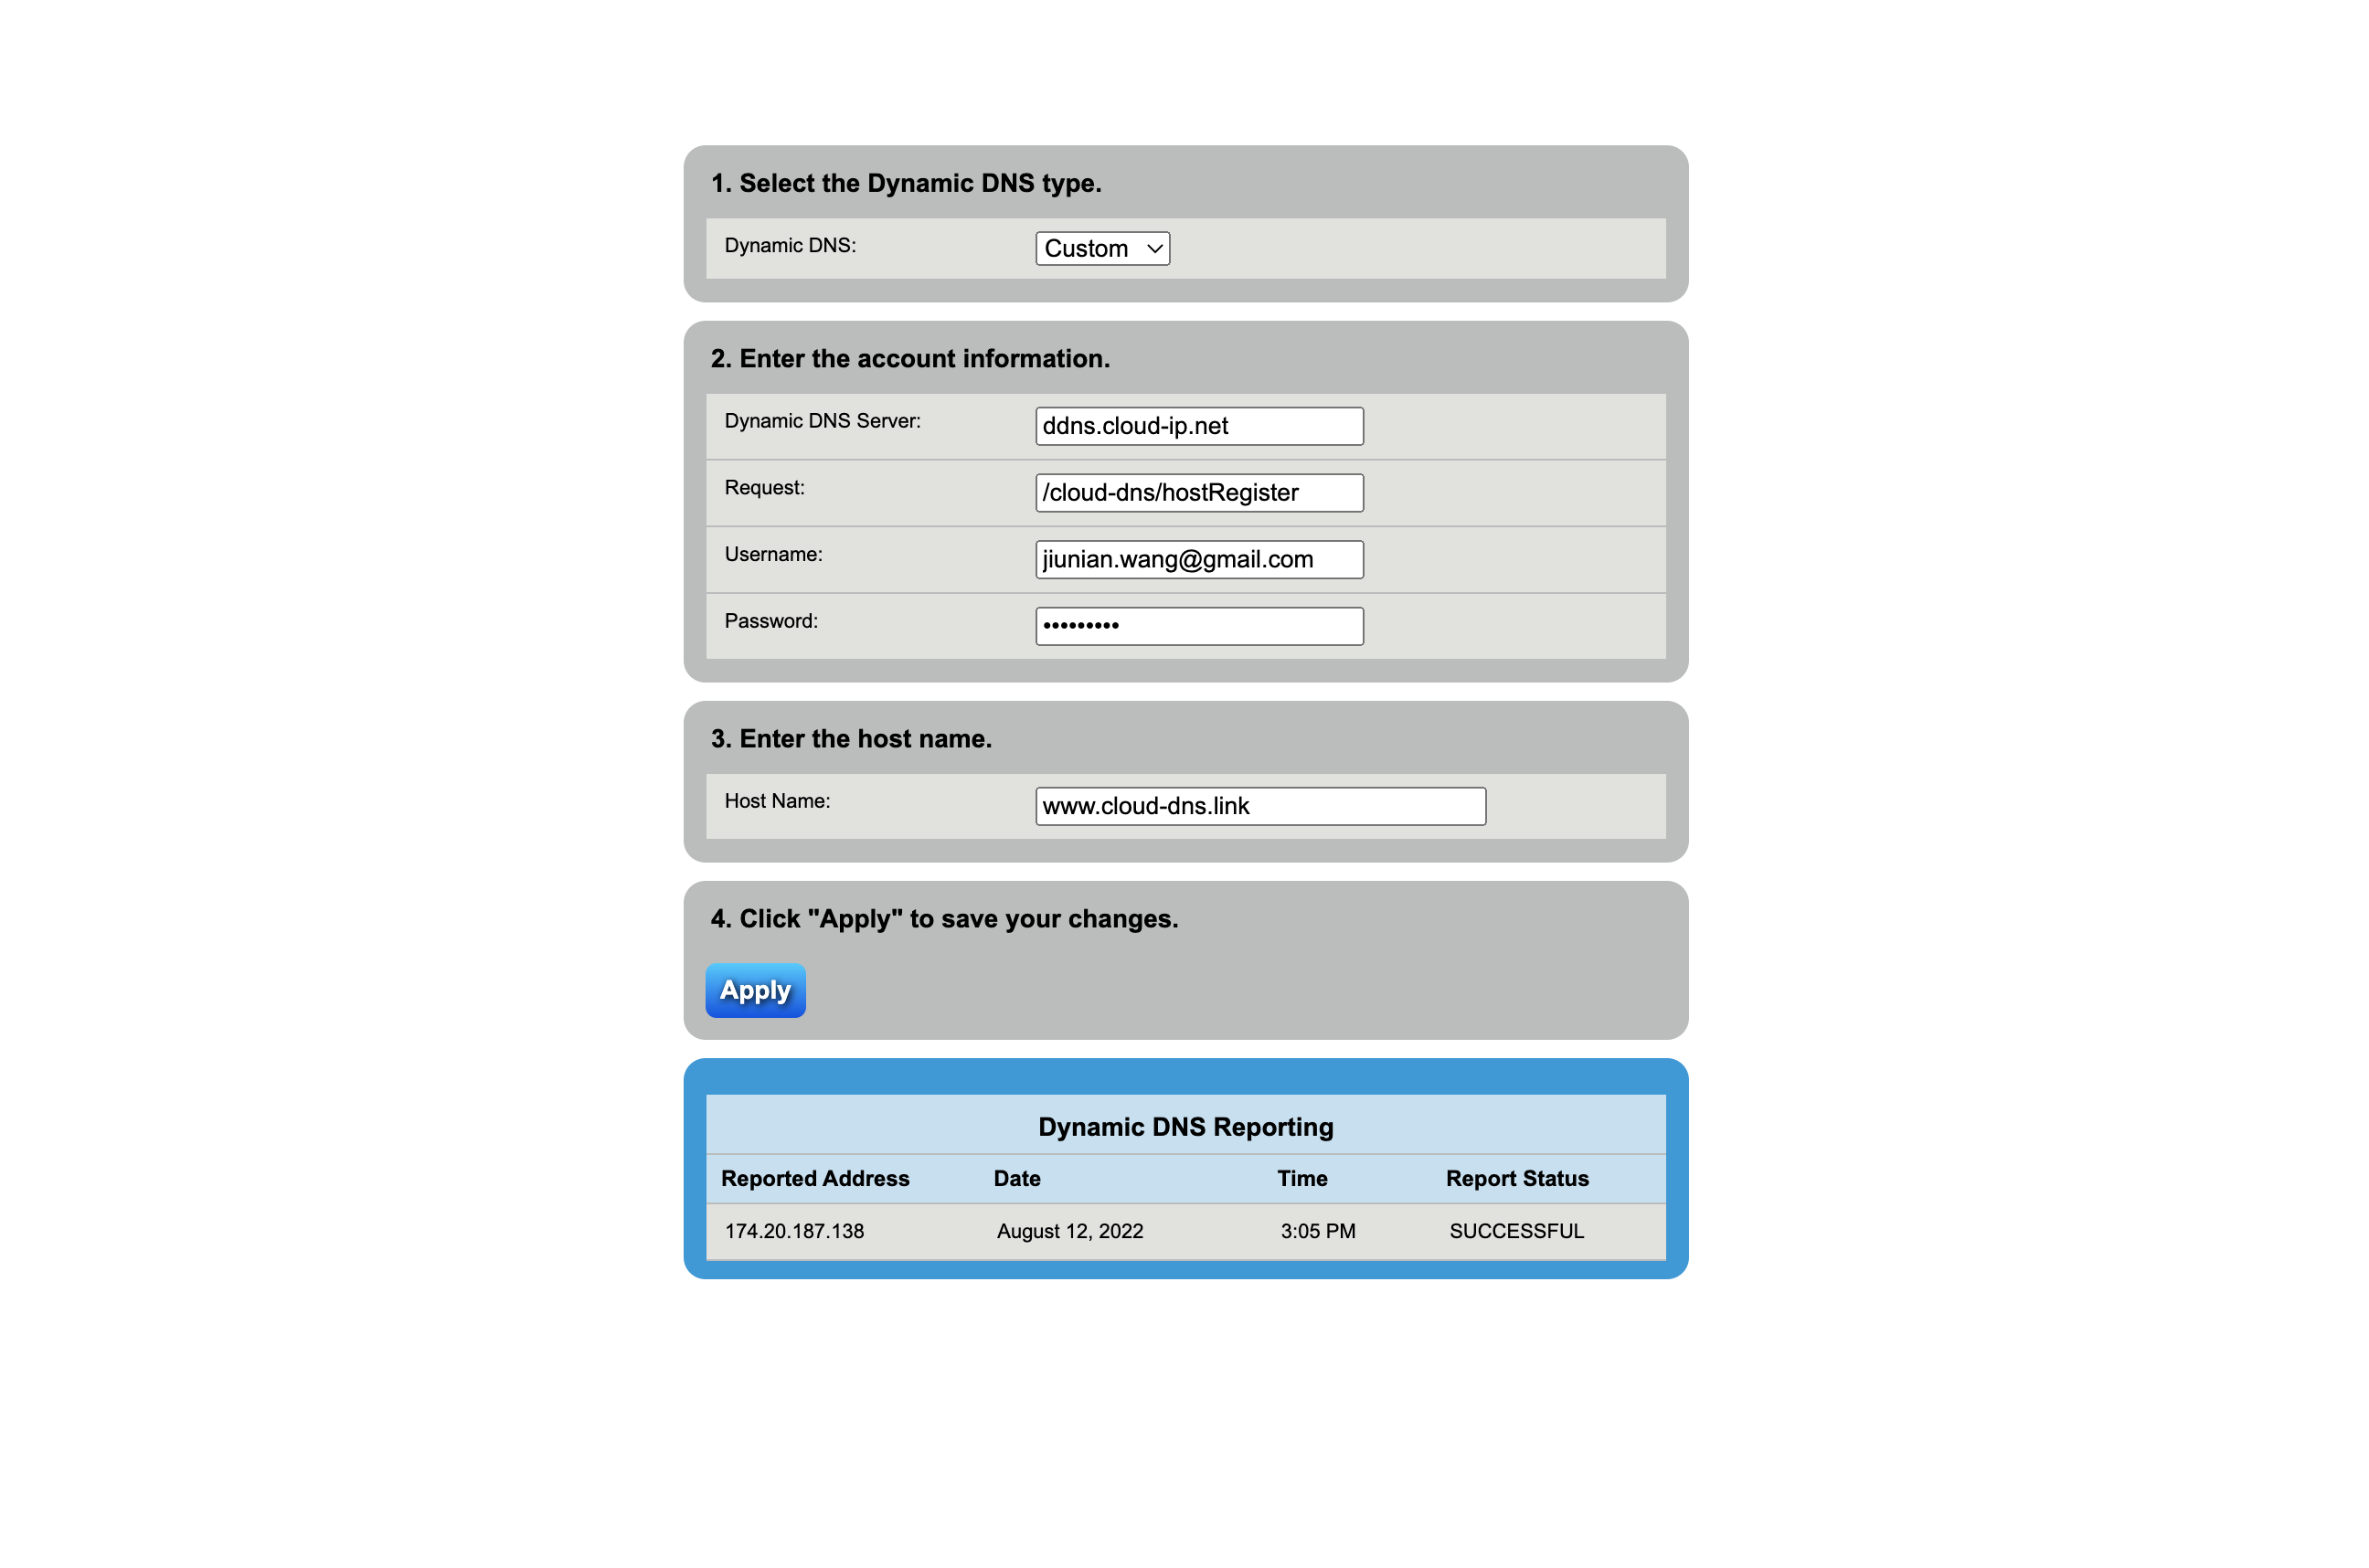 1. Select the Dynamic DNS type.
Dynamic DNS: Custom
2. Enter the account information.
Dynamic DNS Server: ddns.cloud-ip.net
Request: /cloud-dns/hostRegister
Username: jiunian.wang@gmail.com
Password: •••••••••
3. Enter the host name.
Host Name: www.cloud-dns.link
4. Click "Apply" to save your changes.
Apply
Dynamic DNS Reporting
Reported Address Date Time Report Status
174.20.187.138 August 12, 2022 3:05 PM SUCCESSFUL